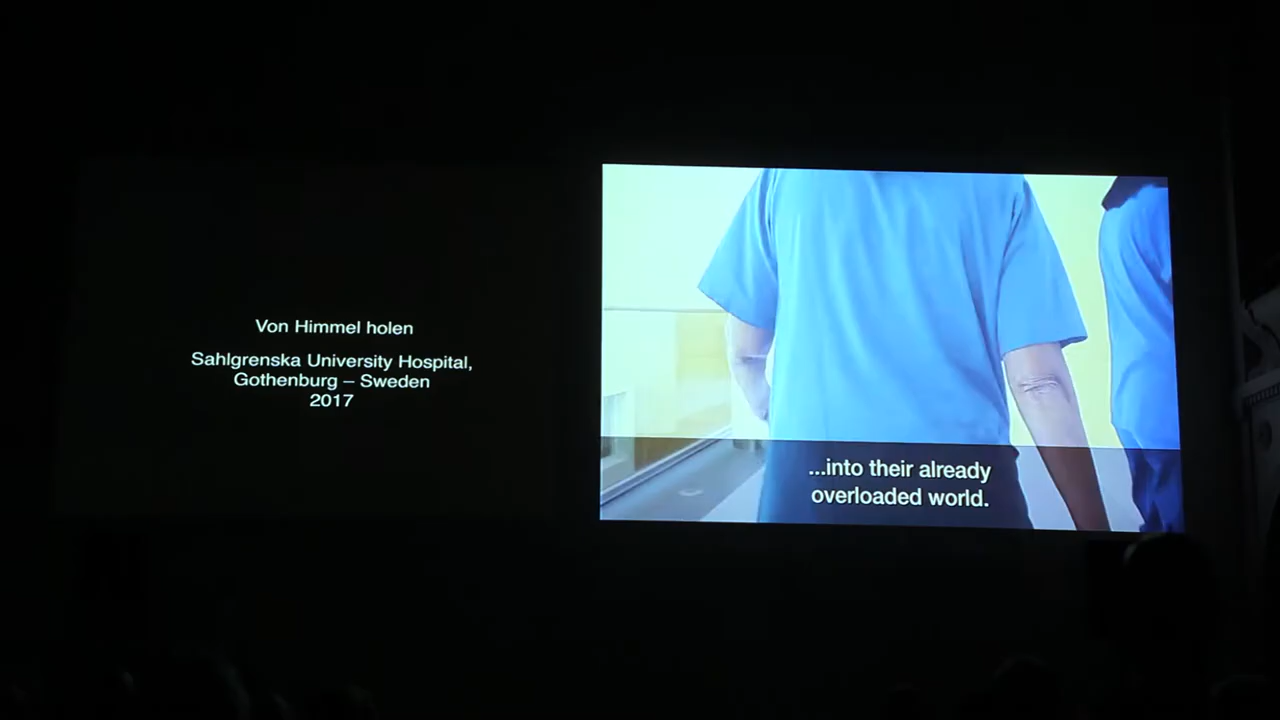 Von Himmel holen
Sahlgrenska University Hospital,
Gothenburg – Sweden
2017
...into their already
overloaded world.